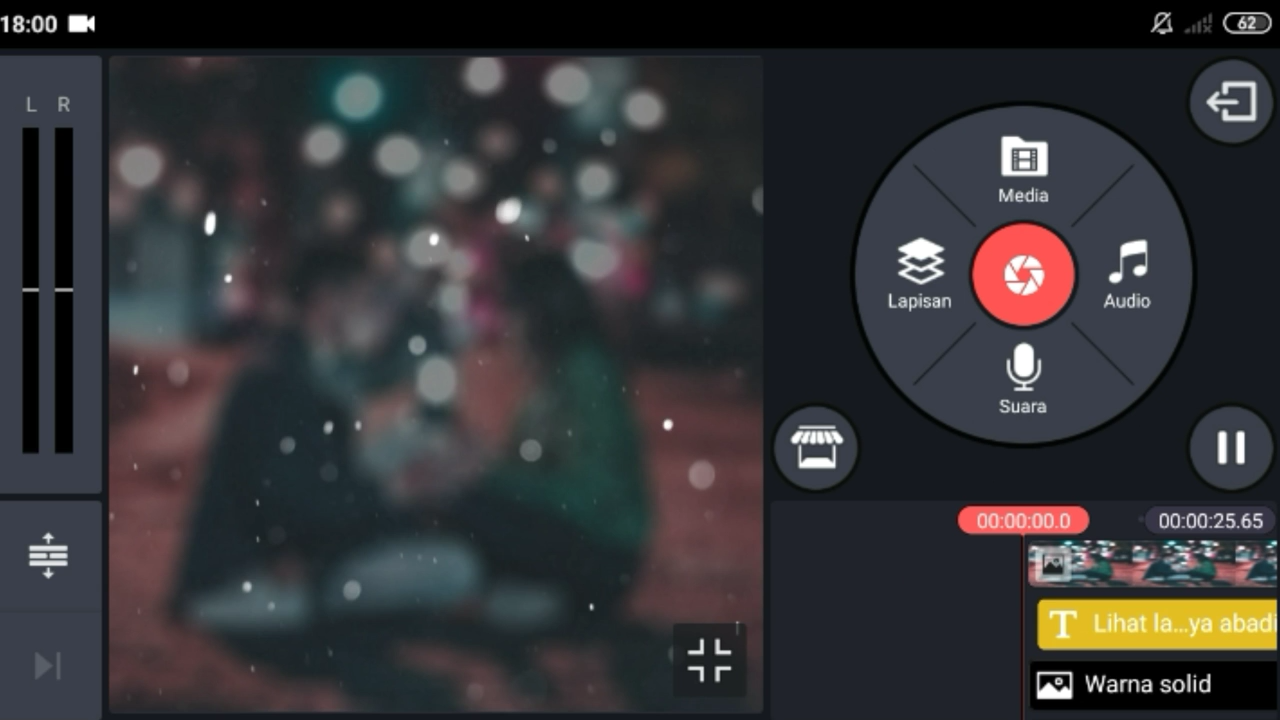 18:00
62
L R
Media
Lapisan
Audio
Suara
00:00:00.0
00:00:25.65
T Lihat la...ya abadi
Warna solid